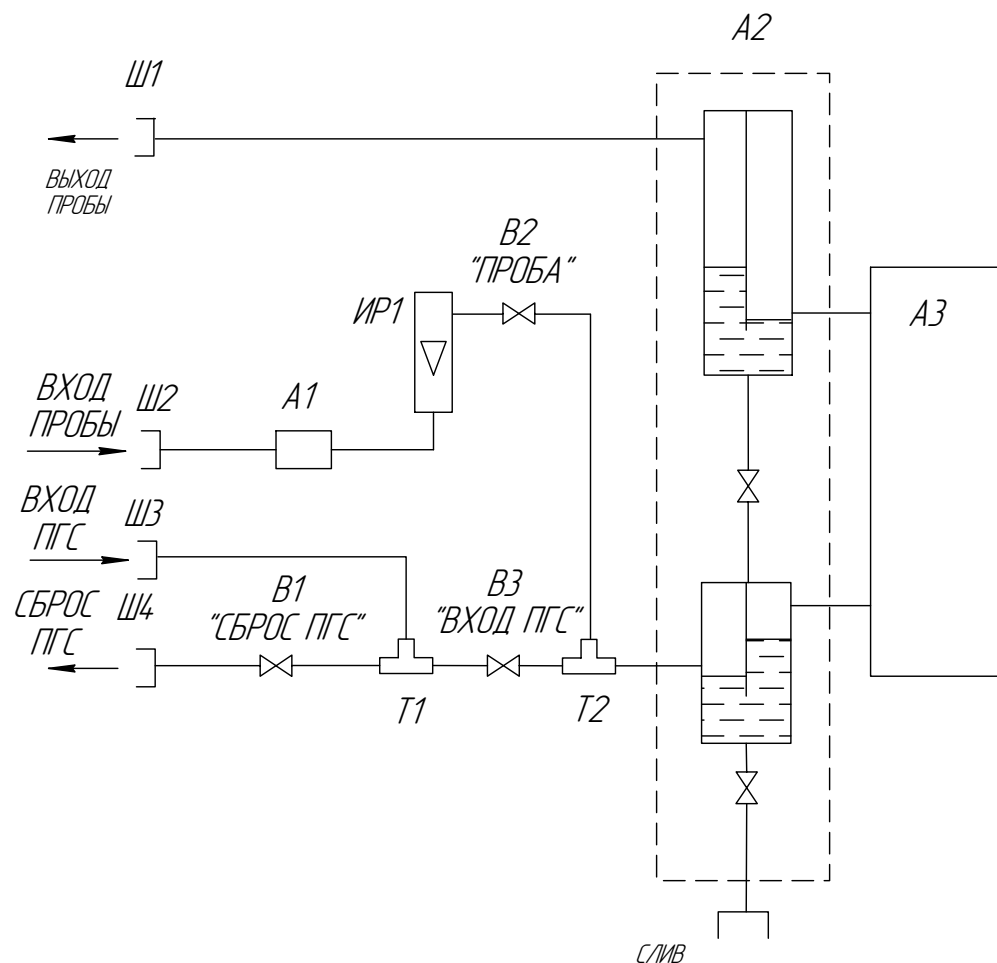 А2
Ш1
ВЫХОД
ПРОБЫ
В2
"ПРОБА"
ИР1
А3
ВХОД
ПРОБЫ
Ш2
А1
ВХОД
ПГС
Ш3
СБРОС
ПГС
Ш4
В1
"СБРОС ПГС"
В3
"ВХОД ПГС"
Т1
Т2
СЛИВ